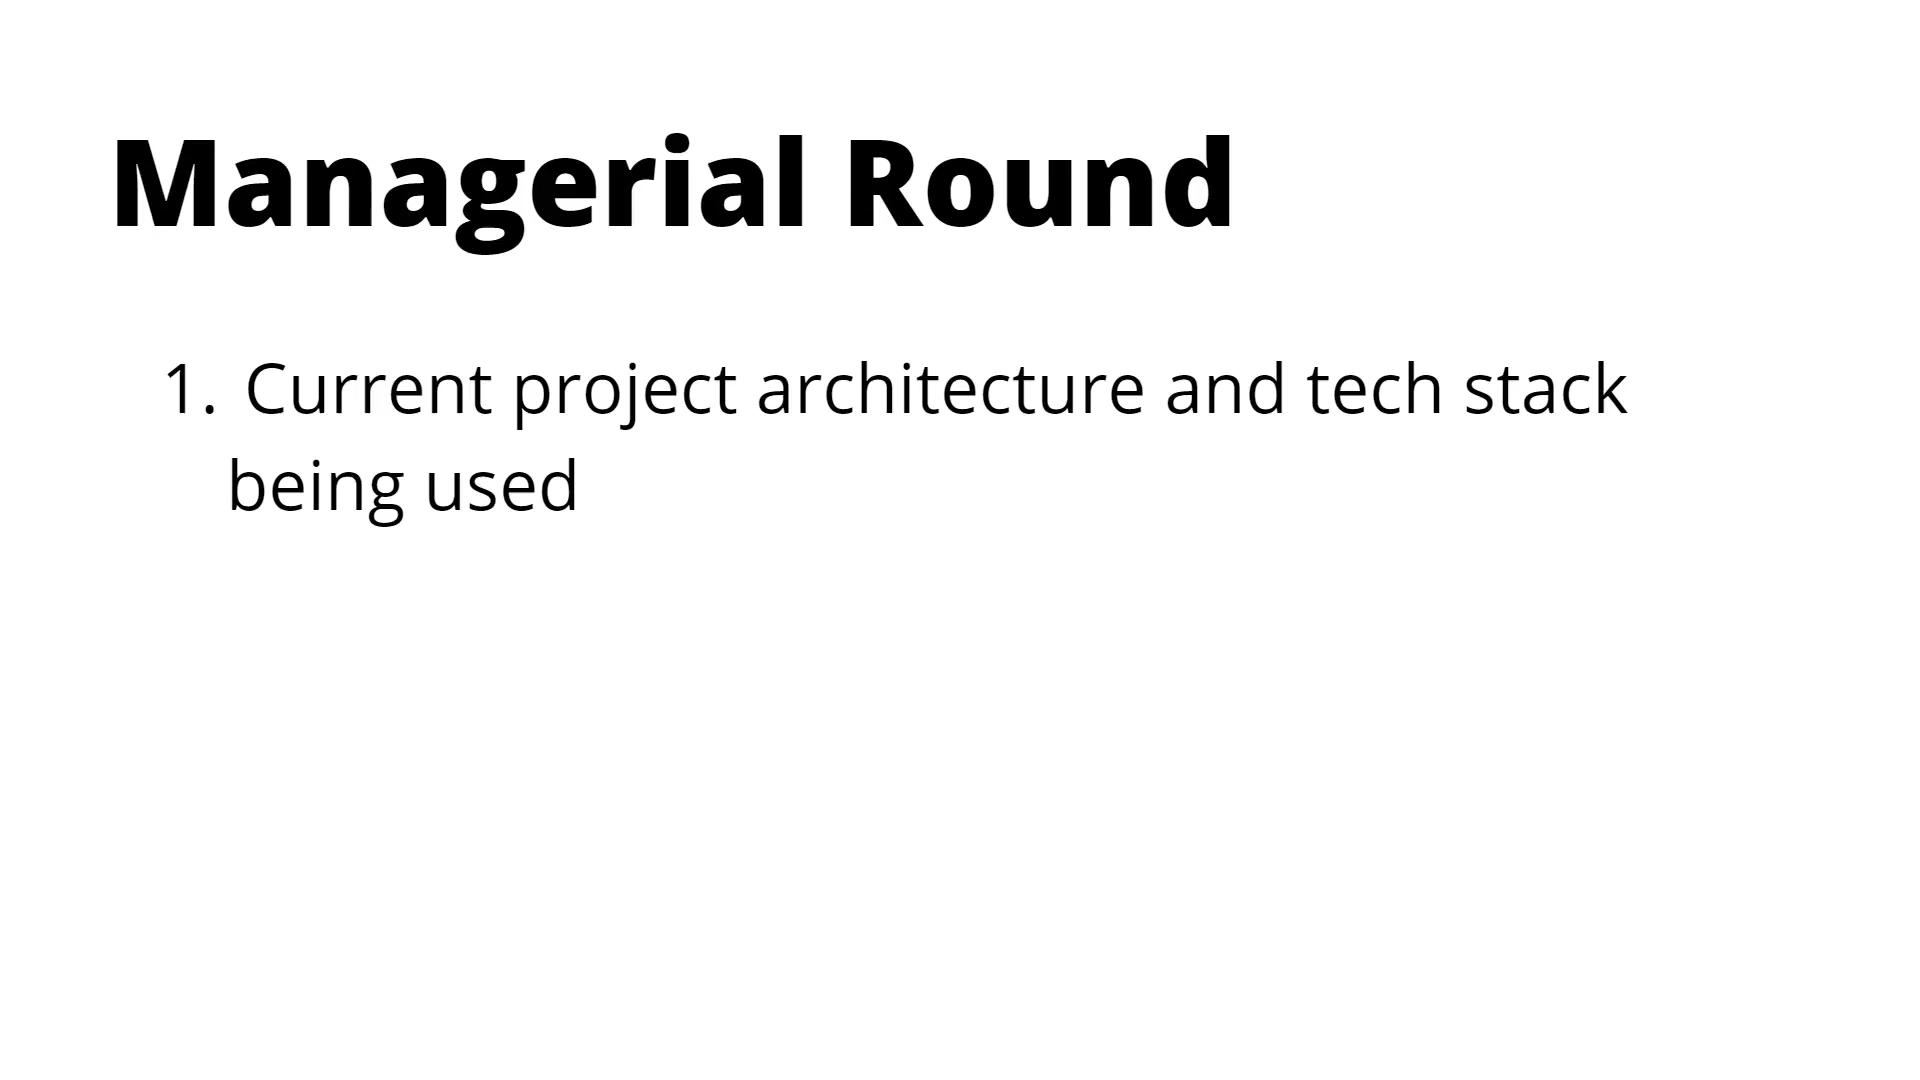 Managerial Round
1. Current project architecture and tech stack
being used